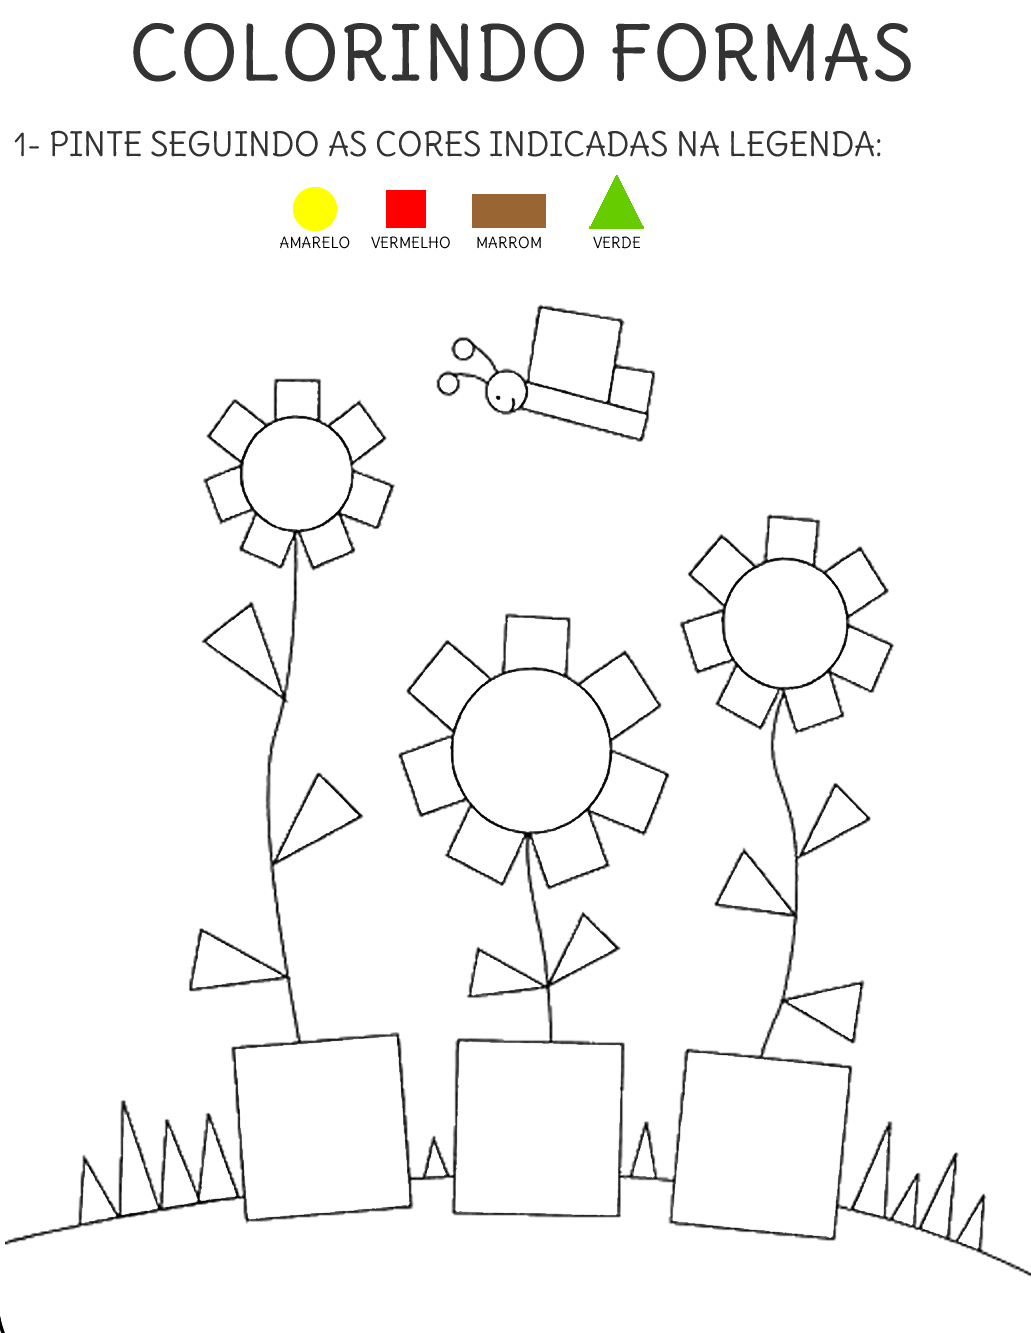 COLORINDO FORMAS
1- PINTE SEGUINDO AS CORES INDICADAS NA LEGENDA:
AMARELO VERMELHO MARROM VERDE